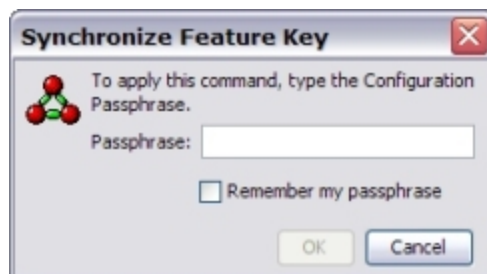 Synchronize Feature Key
To apply this command, type the Configuration
Passphrase.
Passphrase:
Remember my passphrase
OK
Cancel